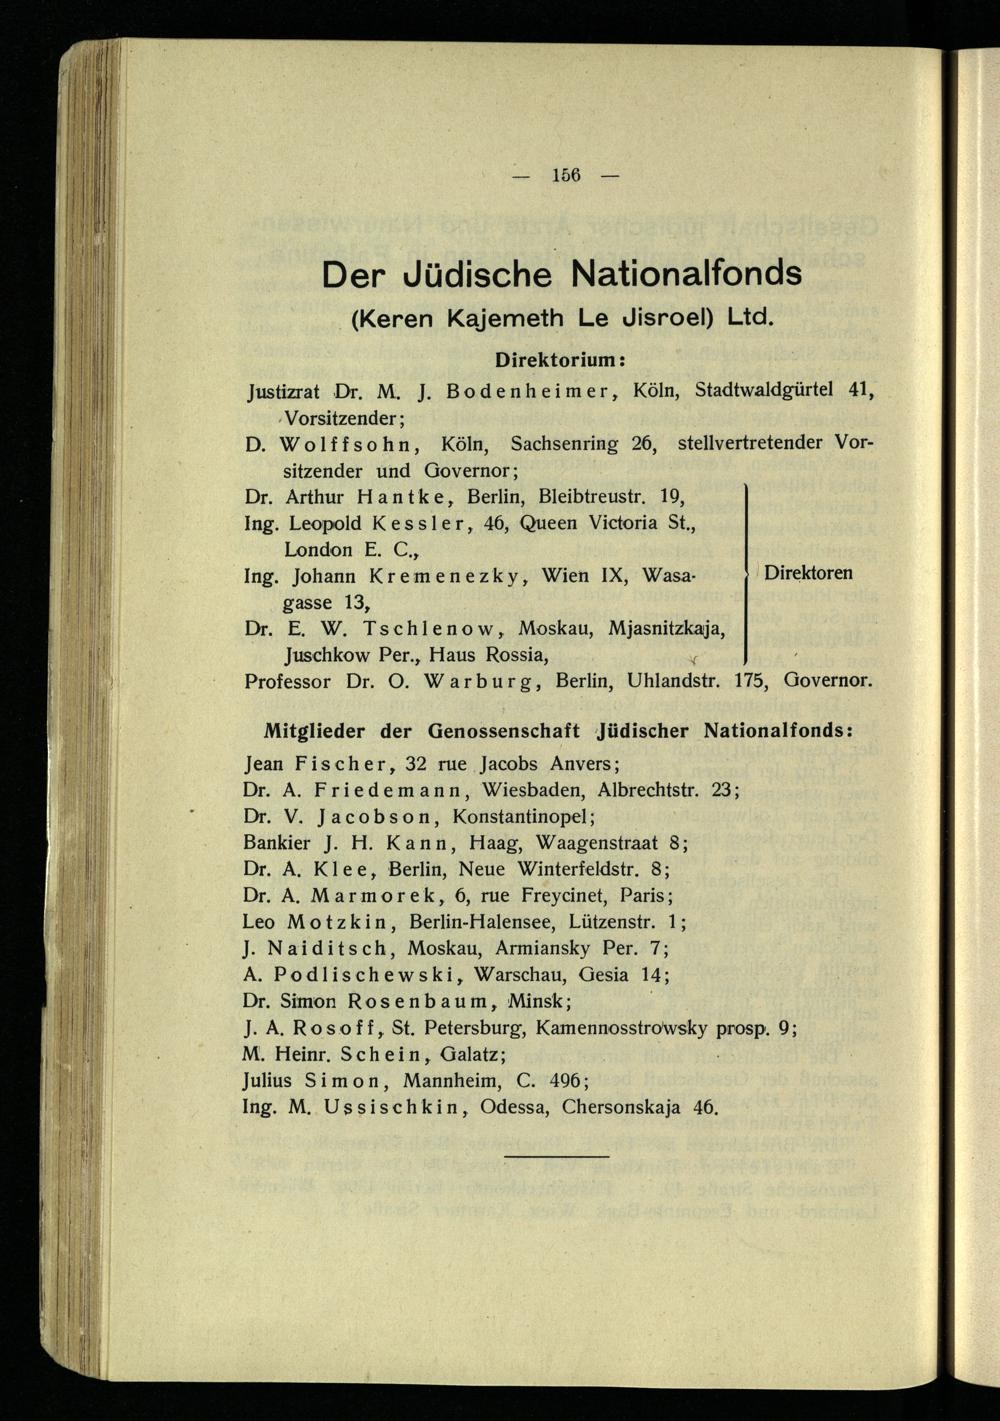 — 156 —
Der Jüdische Nationalfonds
(Keren Kajemeth Le Jisroel) Ltd.
Direktorium:
Justizrat Dr. M. J. Bodenheimer, Köln, Stadtwaldgürtel 41,
Vorsitzender;
D. Wolffsohn, Köln, Sachsenring 26, stellvertretender Vor-
sitzender und Governor;
Dr. Arthur Hantke, Berlin, Bleibtreustr. 19,
Ing. Leopold Kessler, 46, Queen Victoria St.,
London E. C.,
Ing. Johann Kremenezky, Wien IX, Wasa-
gasse 13,
Dr. E. W. Tschlenow, Moskau, Mjasnitzkaja,
Juschkow Per., Haus Rossia,
Direktoren
Professor Dr. O. Warburg, Berlin, Uhlandstr. 175, Governor.
Mitglieder der Genossenschaft Jüdischer Nationalfonds:
Jean Fischer, 32 rue Jacobs Anvers;
Dr. A. Friedemann, Wiesbaden, Albrechtstr. 23;
Dr. V. Jacobson, Konstantinopel;
Bankier J. H. Kann, Haag, Waagenstraat 8;
Dr. A. Klee, Berlin, Neue Winterfeldstr. 8;
Dr. A. Marmorek, 6, rue Freycinet, Paris;
Leo Motzkin, Berlin-Halensee, Lützenstr. 1;
J. Naiditsch, Moskau, Armiansky Per. 7;
A. Podlischewski, Warschau, Gesia 14;
Dr. Simon Rosenbaum, Minsk;
J. A. Rosoff, St. Petersburg, Kamennosstrowsky prosp. 9;
M. Heinr. Schein, Galatz;
Julius Simon, Mannheim, C. 496;
Ing. M. Ussischkin, Odessa, Chersonskaja 46.